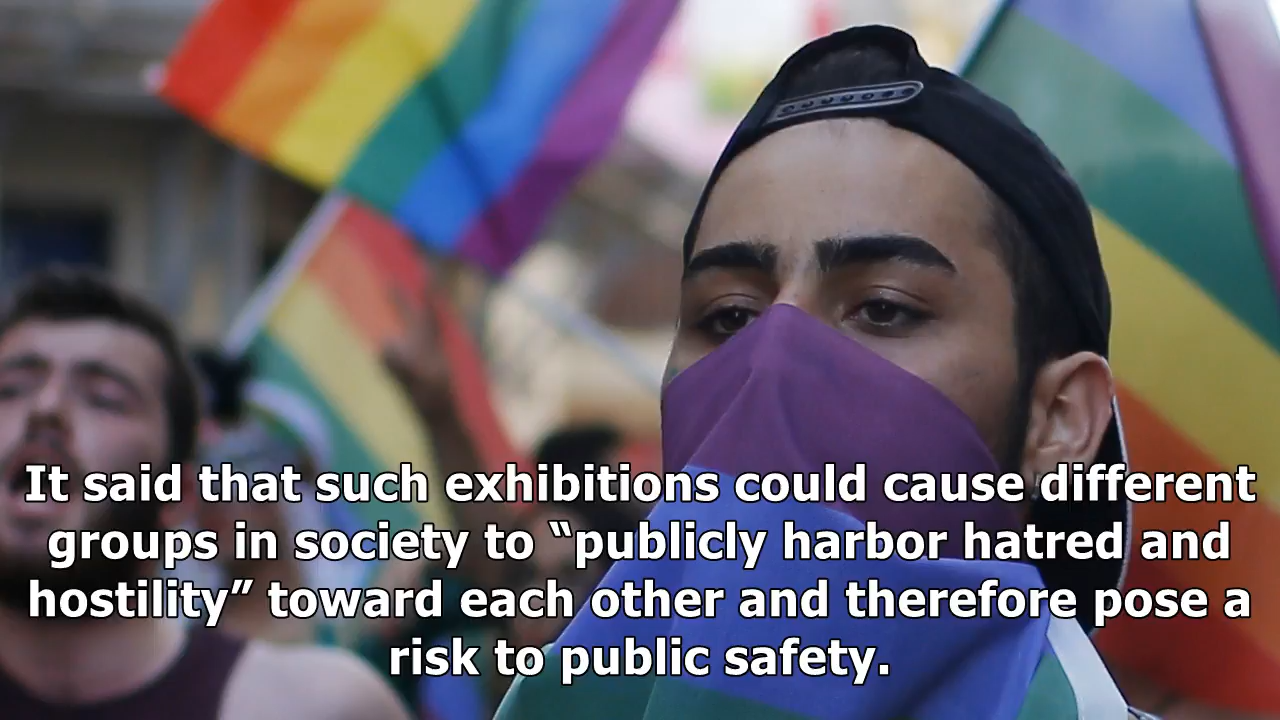 It said that such exhibitions could cause different
groups in society to “publicly harbor hatred and
hostility” toward each other and therefore pose a
risk to public safety.